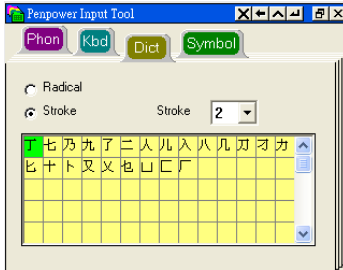 Penpower Input Tool
Phon Kbd Dict Symbol
Radical
Stroke Stroke 2
丁七乃九了二人儿入八几刀刁力
匕十卜又乂乜凵匚厂